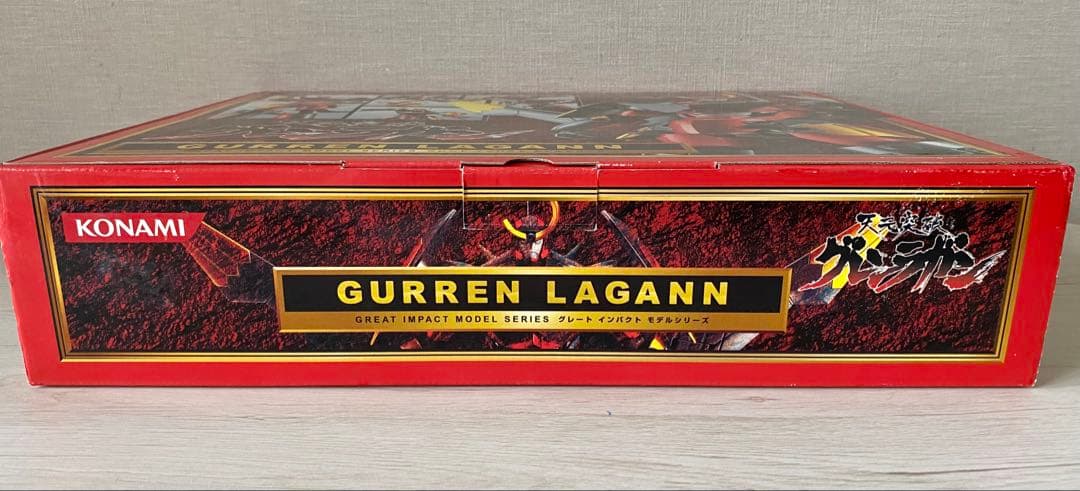 GURREN LAGANN
KONAMI
天元突破
グレンラガン
GURREN LAGANN
GREAT IMPACT MODEL SERIES グレート インパクト モデルシリーズ